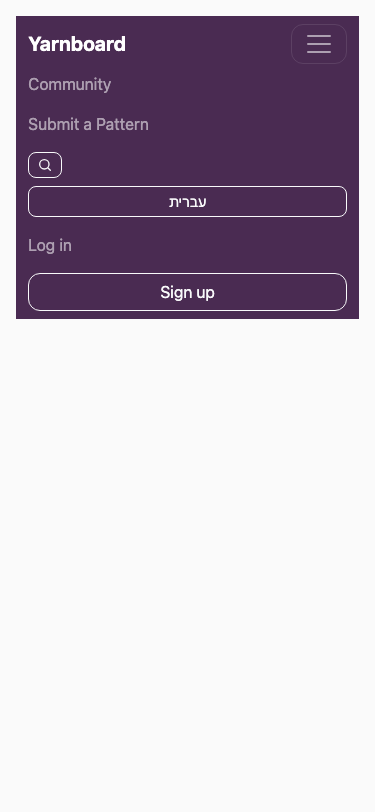 Yarnboard
Community
Submit a Pattern
עברית
Log in
Sign up